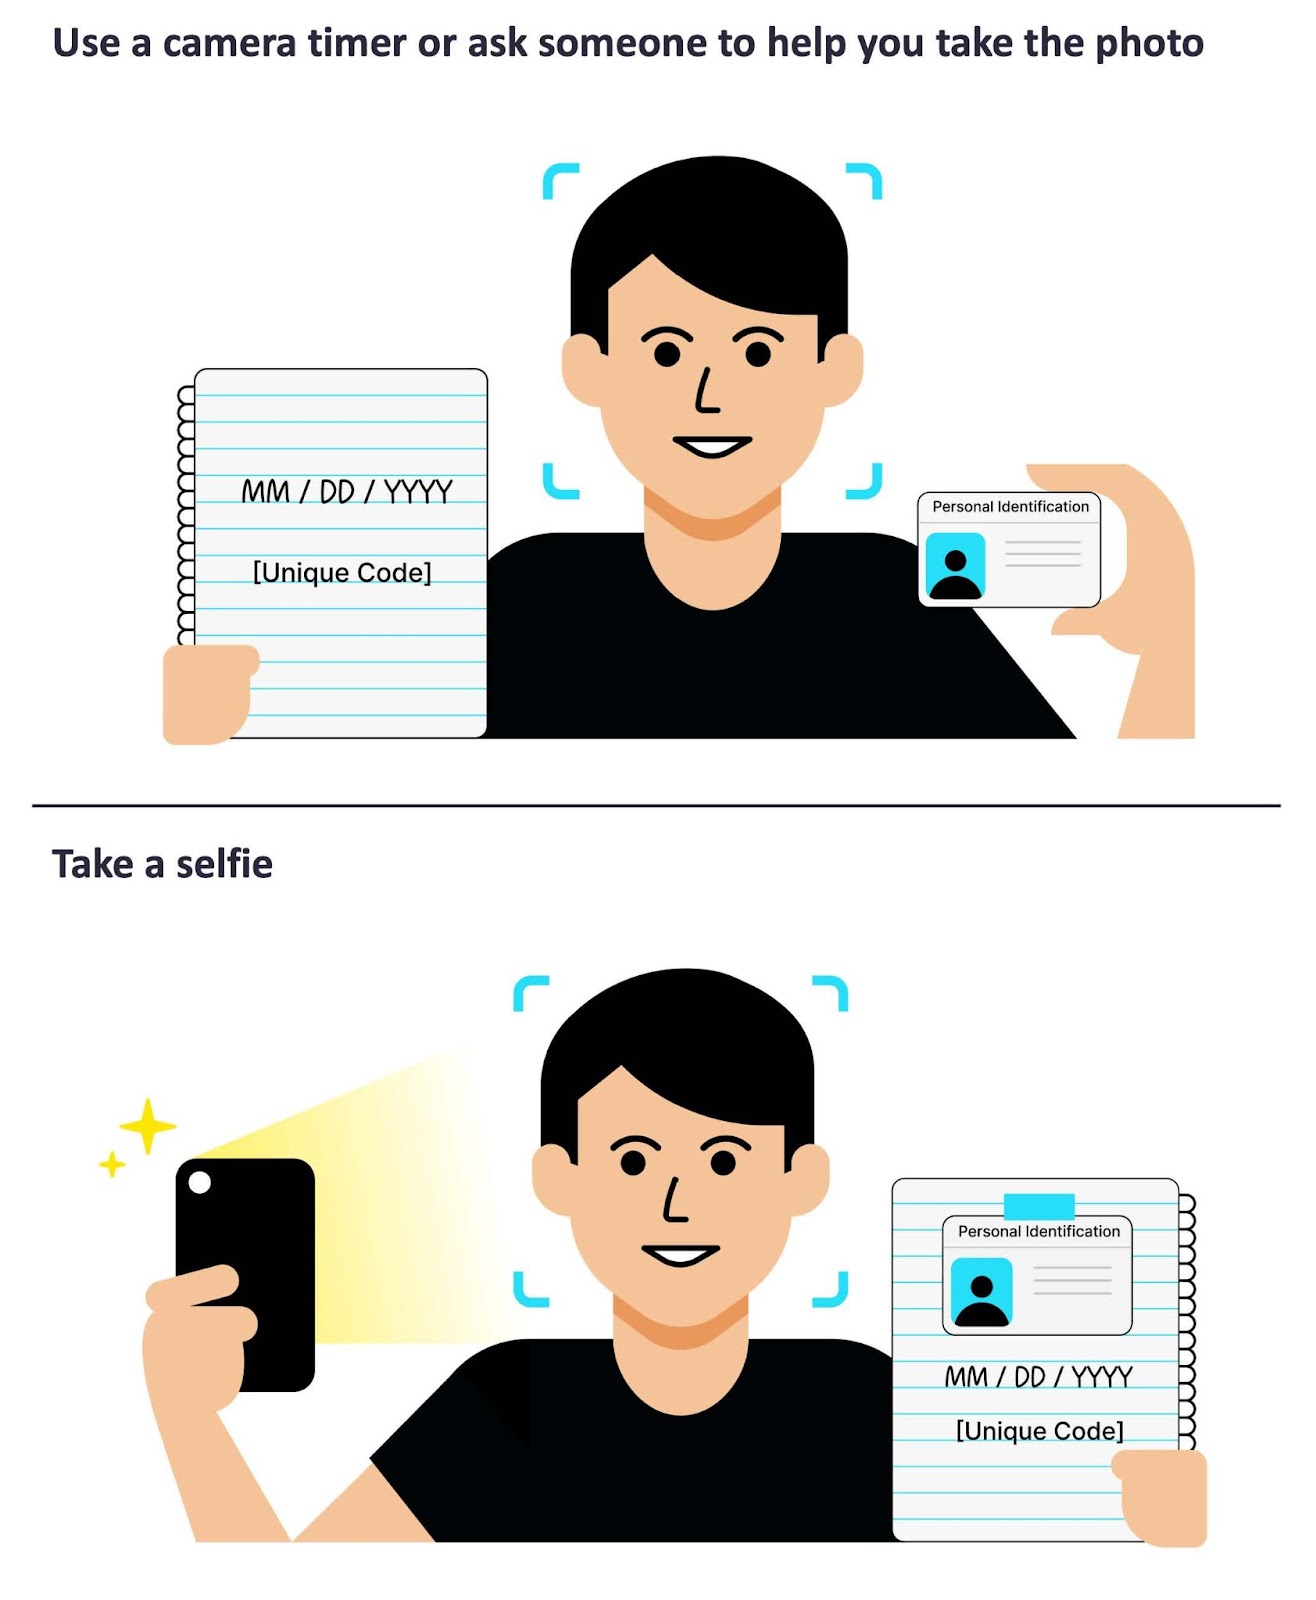 Use a camera timer or ask someone to help you take the photo
MM / DD / YYYY
[Unique Code]
Personal Identification
Take a selfie
Personal Identification
MM / DD / YYYY
[Unique Code]